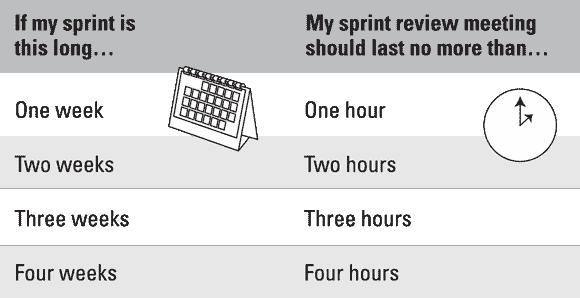 If my sprint is
this long…
My sprint review meeting
should last no more than…
One week
One hour
Two weeks
Two hours
Three weeks
Three hours
Four weeks
Four hours